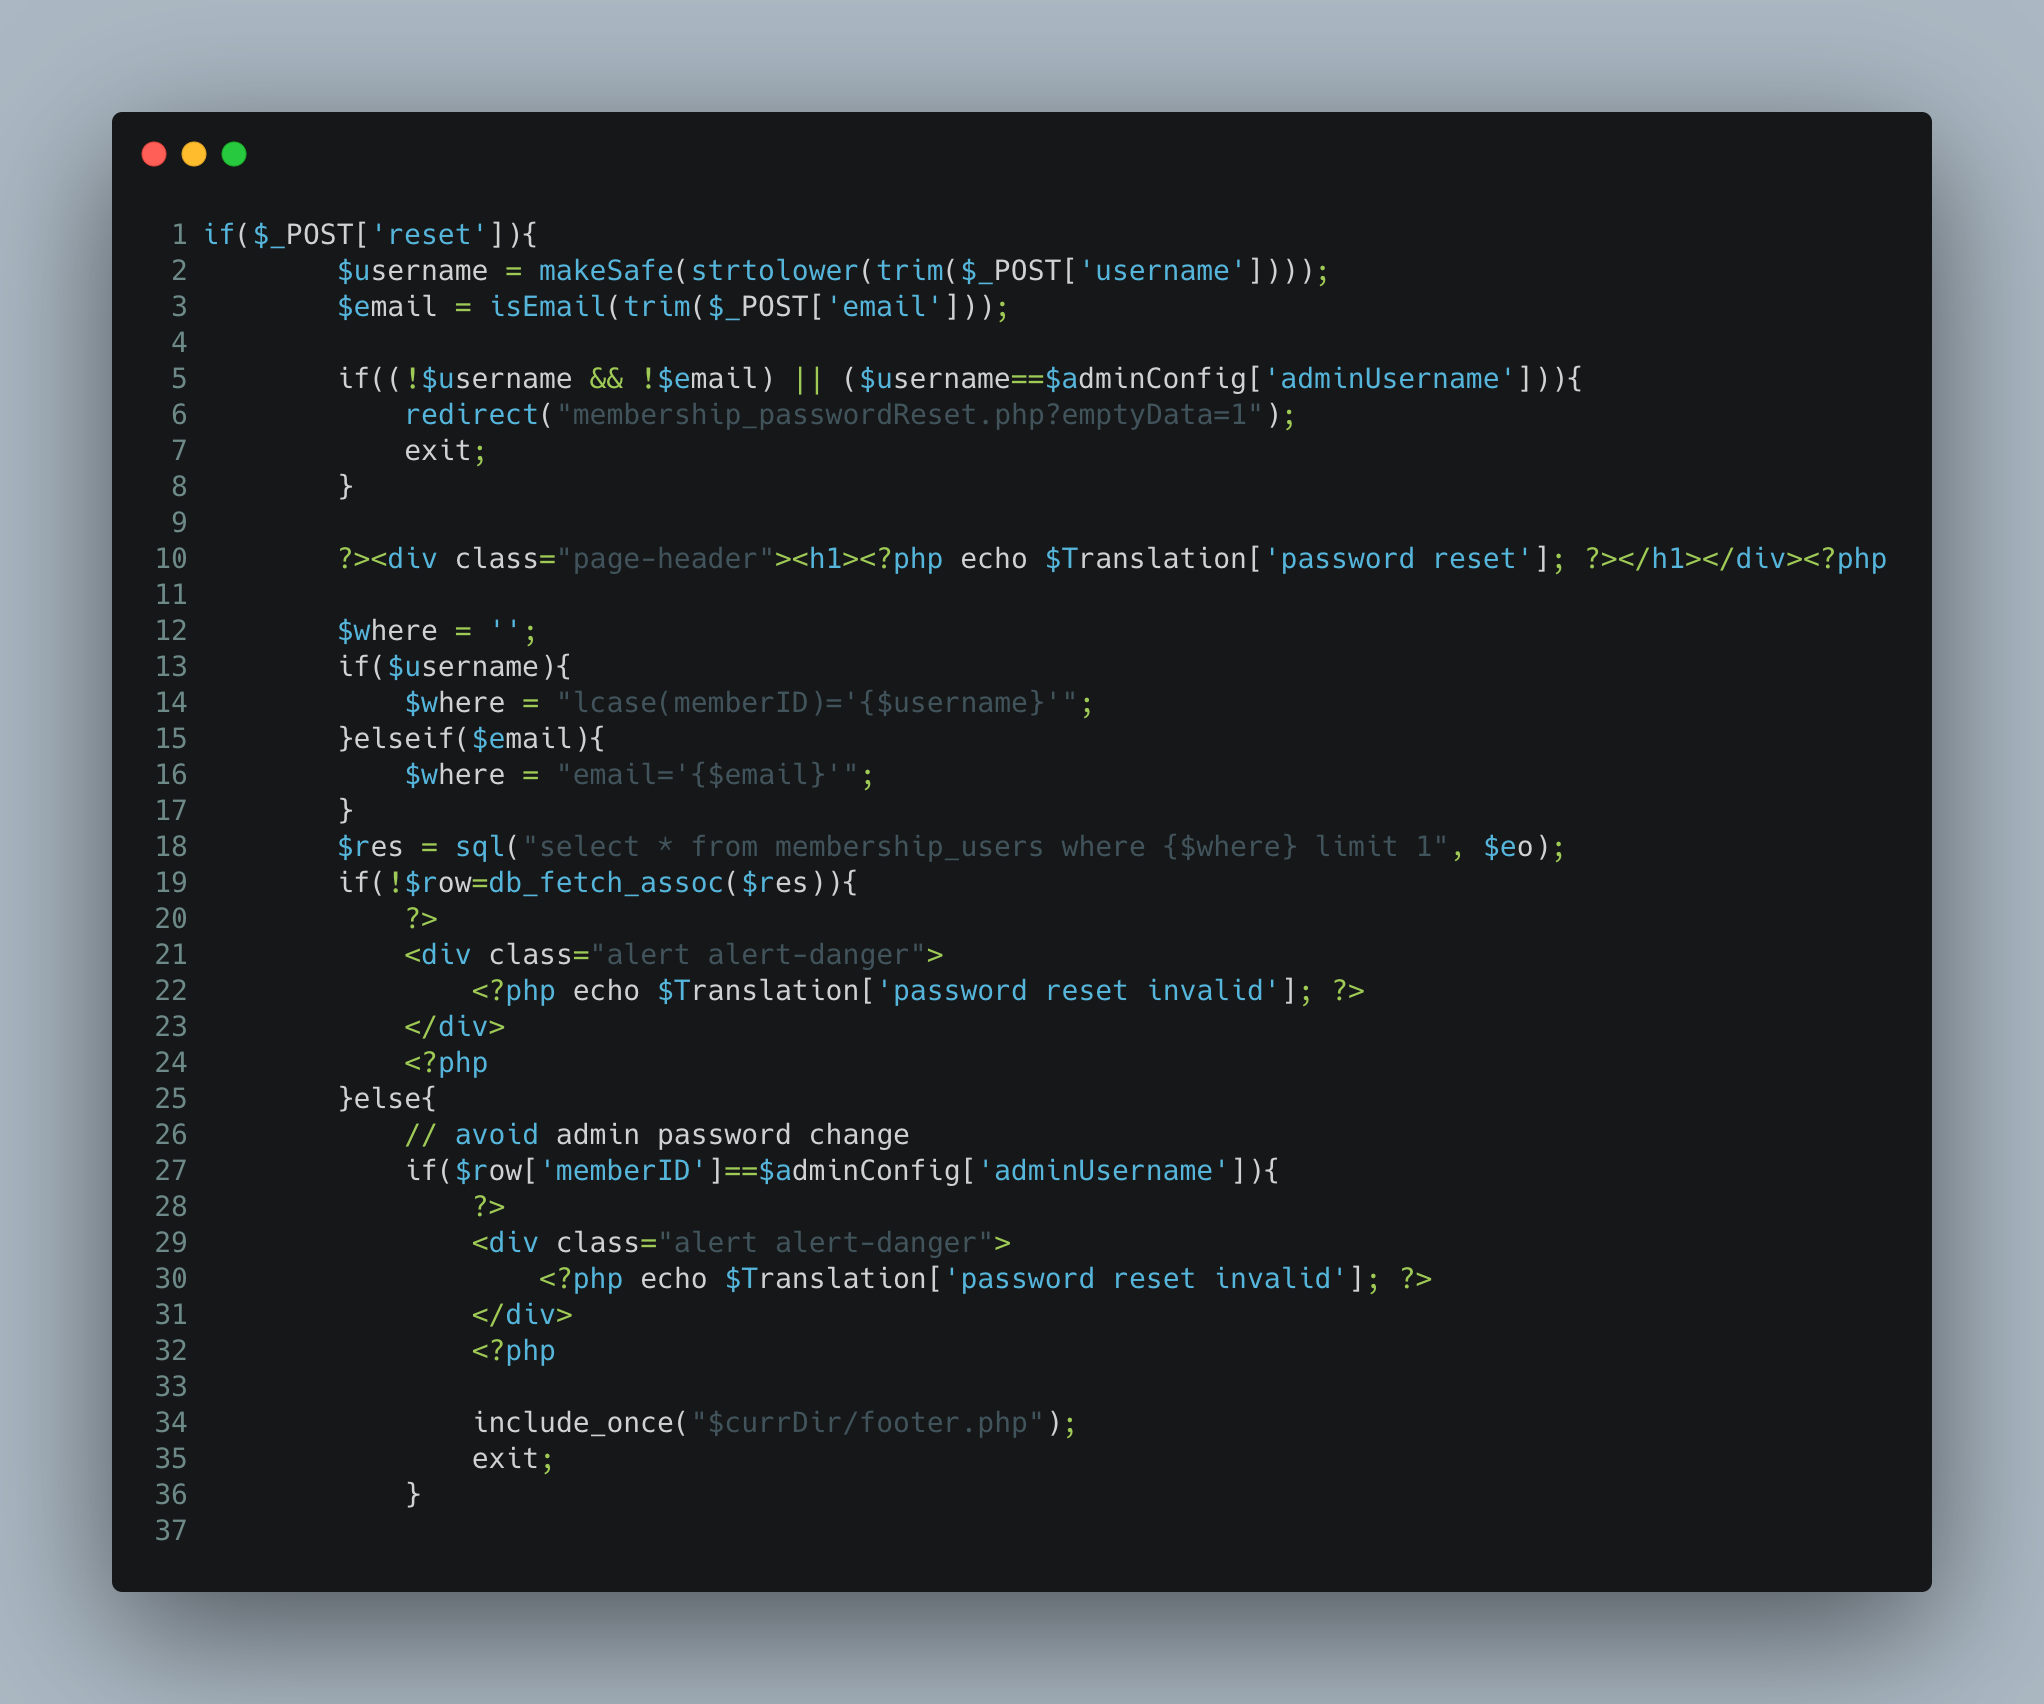 1 if($_POST['reset']){
2         $username = makeSafe(strtolower(trim($_POST['username'])));
3         $email = isEmail(trim($_POST['email']));
4
5         if((!$username && !$email) || ($username==$adminConfig['adminUsername'])){
6             redirect("membership_passwordReset.php?emptyData=1");
7             exit;
8         }
9
10         ?><div class="page-header"><h1><?php echo $Translation['password reset']; ?></h1></div><?php
11
12         $where = '';
13         if($username){
14             $where = "lcase(memberID)='{$username}'";
15         }elseif($email){
16             $where = "email='{$email}'";
17         }
18         $res = sql("select * from membership_users where {$where} limit 1", $eo);
19         if(!$row=db_fetch_assoc($res)){
20             ?>
21             <div class="alert alert-danger">
22                 <?php echo $Translation['password reset invalid']; ?>
23             </div>
24             <?php
25         }else{
26             // avoid admin password change
27             if($row['memberID']==$adminConfig['adminUsername']){
28                 ?>
29                 <div class="alert alert-danger">
30                     <?php echo $Translation['password reset invalid']; ?>
31                 </div>
32                 <?php
33
34                 include_once("$currDir/footer.php");
35                 exit;
36             }
37